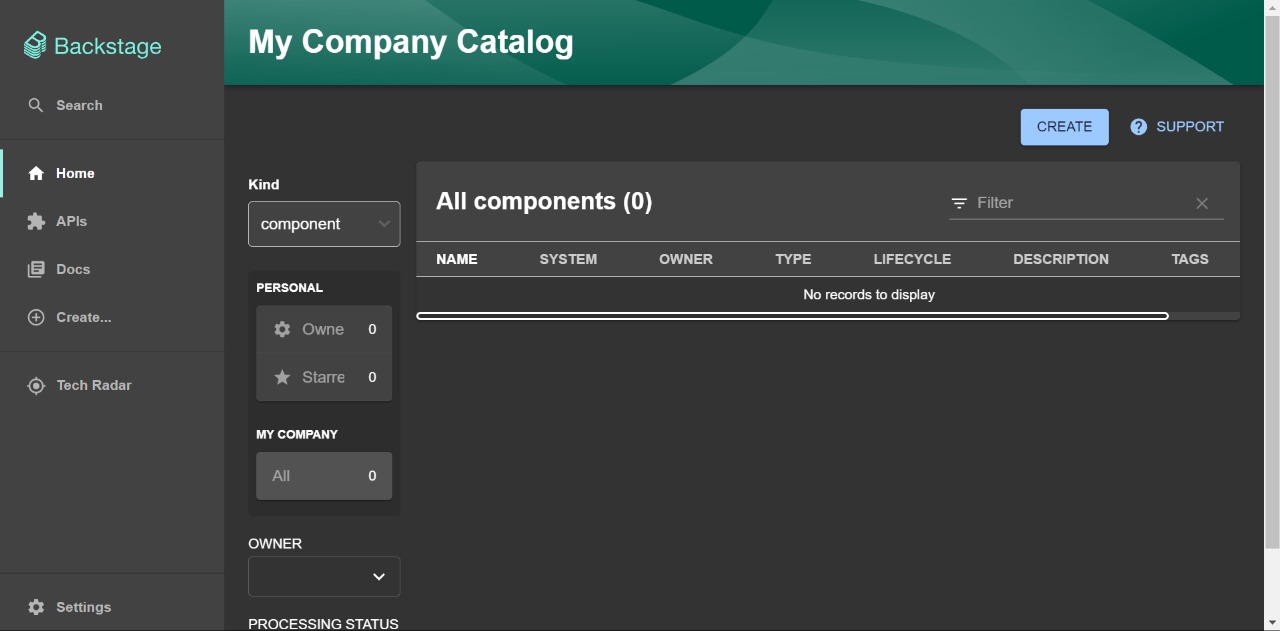 Backstage
Search
Home
APIs
Docs
Create...
Tech Radar
Settings
My Company Catalog
CREATE
SUPPORT
Kind
component
PERSONAL
Owne 0
Starre 0
MY COMPANY
All 0
OWNER
PROCESSING STATUS
All components (0)
Filter
NAME SYSTEM OWNER TYPE LIFECYCLE DESCRIPTION TAGS
No records to display